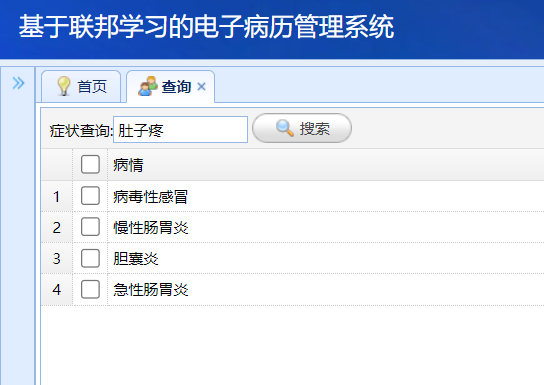 基于联邦学习的电子病历管理系统
首页 查询
症状查询: 肚子疼 搜索
病情
1 病毒性感冒
2 慢性肠胃炎
3 胆囊炎
4 急性肠胃炎